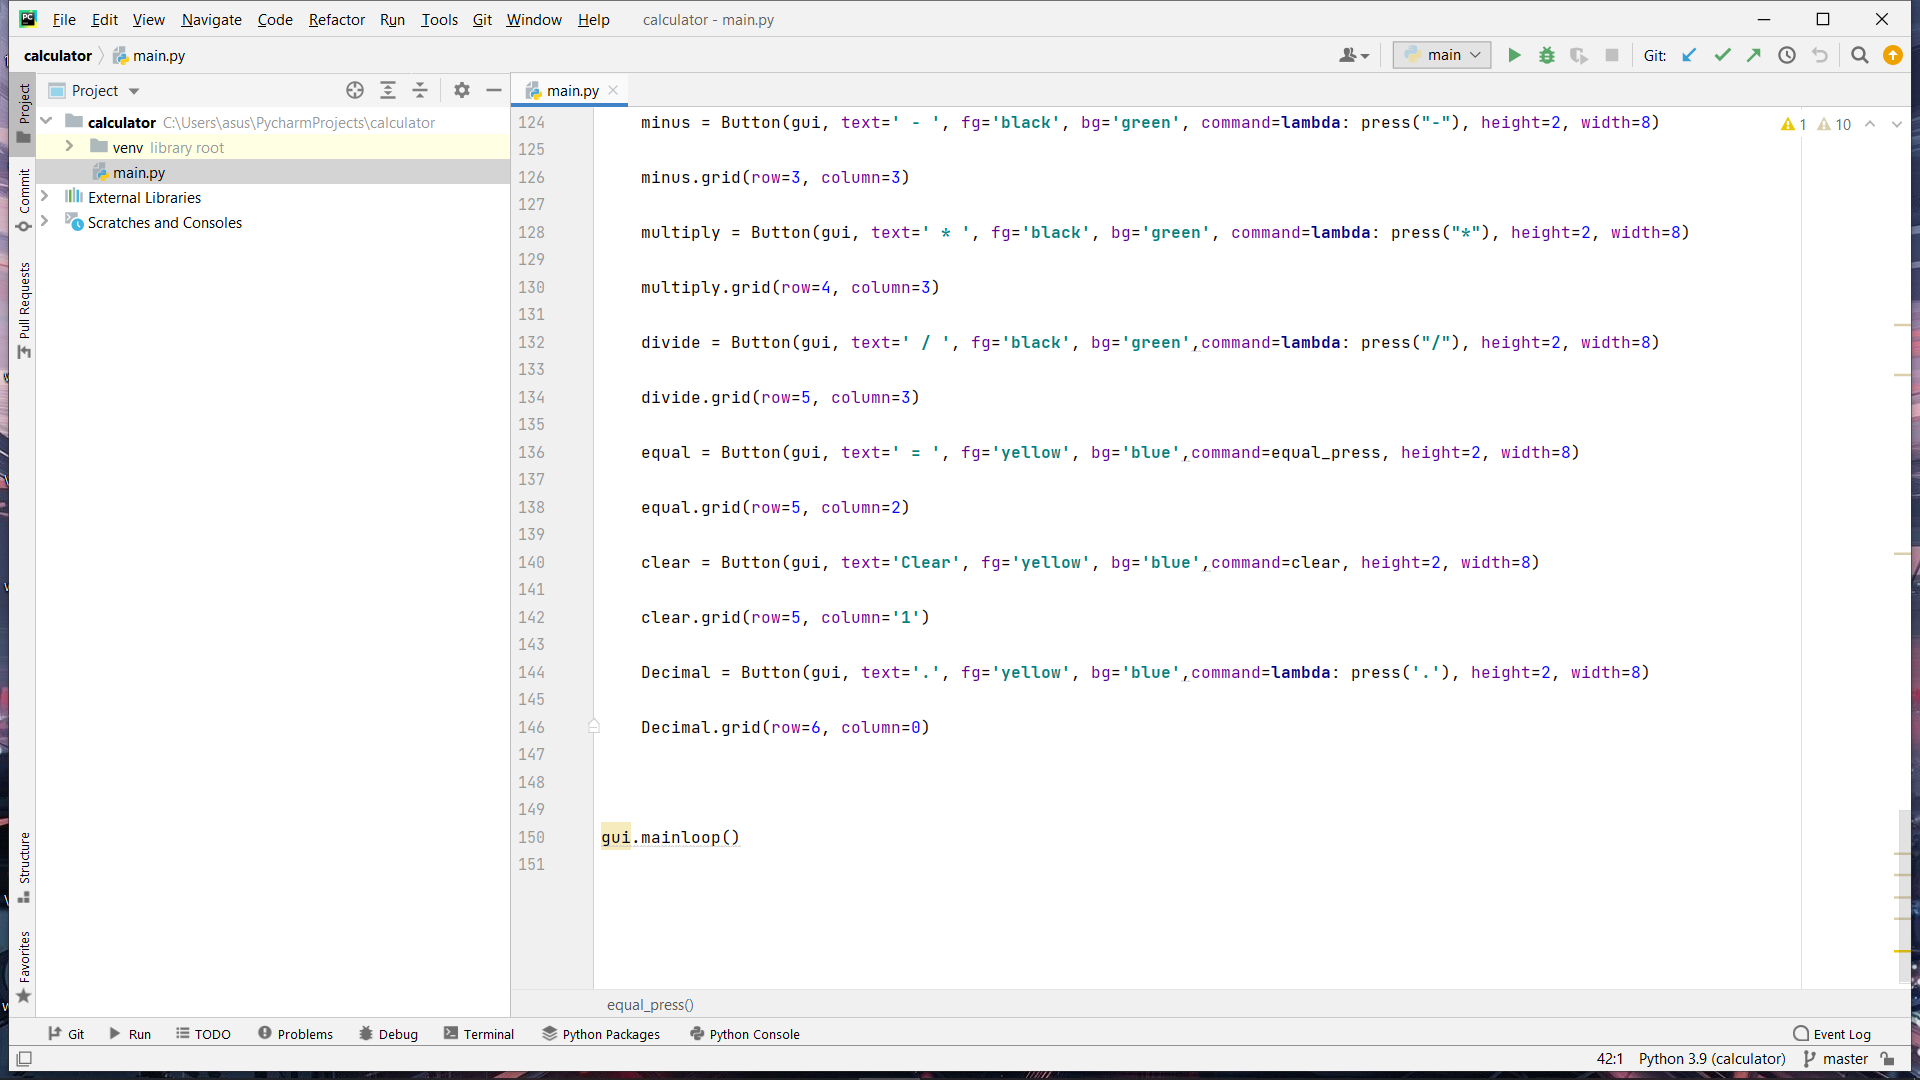 File Edit View Navigate Code Refactor Run Tools Git Window Help calculator - main.py
calculator main.py main Git:
Project main.py
calculator C:\Users\asus\PycharmProjects\calculator
venv library root
main.py
External Libraries
Scratches and Consoles
Project
Commit
Pull Requests
Structure
Favorites
1 10
124 minus = Button(gui, text=' - ', fg='black', bg='green', command=lambda: press("-"), height=2, width=8)
125
126 minus.grid(row=3, column=3)
127
128 multiply = Button(gui, text=' * ', fg='black', bg='green', command=lambda: press("*"), height=2, width=8)
129
130 multiply.grid(row=4, column=3)
131
132 divide = Button(gui, text=' / ', fg='black', bg='green',command=lambda: press("/"), height=2, width=8)
133
134 divide.grid(row=5, column=3)
135
136 equal = Button(gui, text=' = ', fg='yellow', bg='blue',command=equal_press, height=2, width=8)
137
138 equal.grid(row=5, column=2)
139
140 clear = Button(gui, text='Clear', fg='yellow', bg='blue',command=clear, height=2, width=8)
141
142 clear.grid(row=5, column='1')
143
144 Decimal = Button(gui, text='.', fg='yellow', bg='blue',command=lambda: press('.'), height=2, width=8)
145
146 Decimal.grid(row=6, column=0)
147
148
149
150 gui.mainloop()
151
equal_press()
Git Run TODO Problems Debug Terminal Python Packages Python Console Event Log
42:1 Python 3.9 (calculator) master